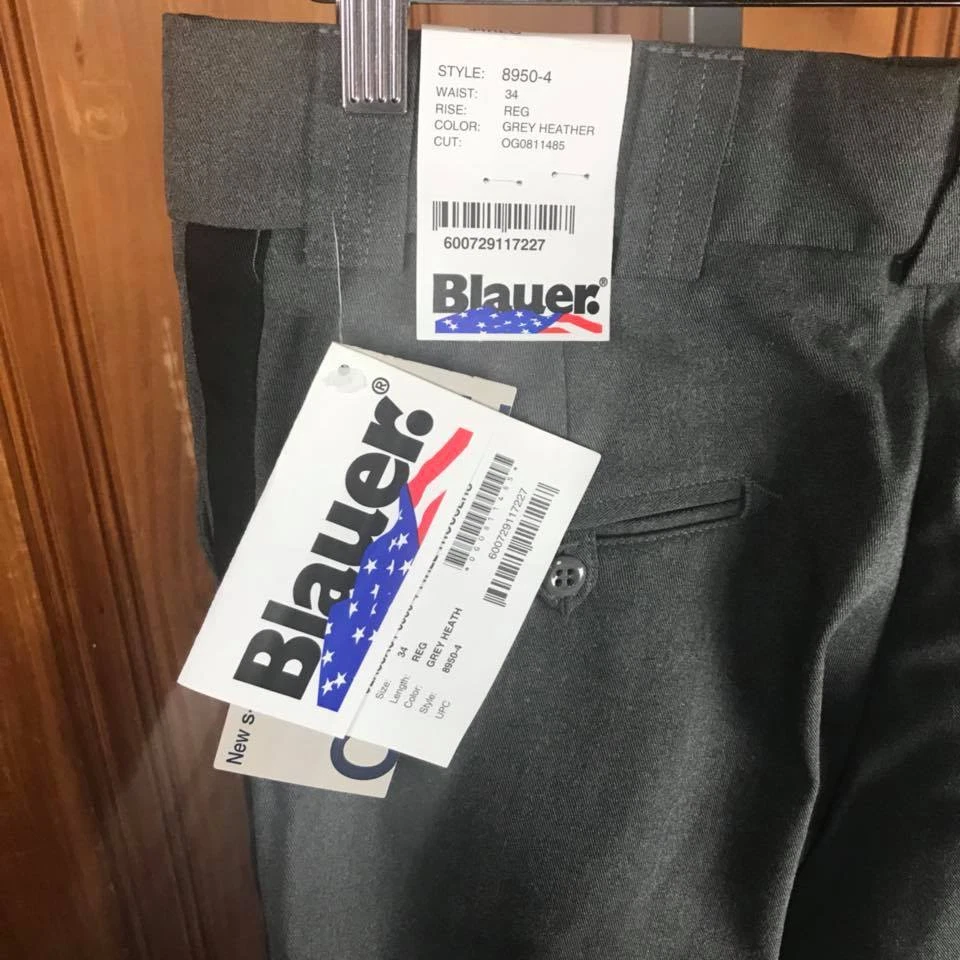 STYLE: 8950-4
WAIST: 34
RISE: REG
COLOR: GREY HEATHER
CUT: OG0811485
600729117227
Blauer.®
Blauer.®
*OG0811485*
600729117227
Size: 34
Length: REG
Color: GREY HEATH
Style: 8950-4
UPC
New s